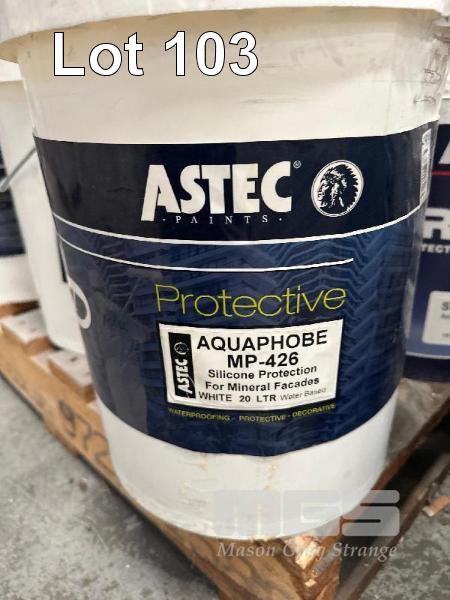 Lot 103
ASTEC®
· PAINTS ·
Protective
ASTEC
AQUAPHOBE
MP-426
Silicone Protection
For Mineral Facades
WHITE 20 LTR Water Based
WATERPROOFING - PROTECTIVE - DECORATIVE
MGS
Mason Gray Strange